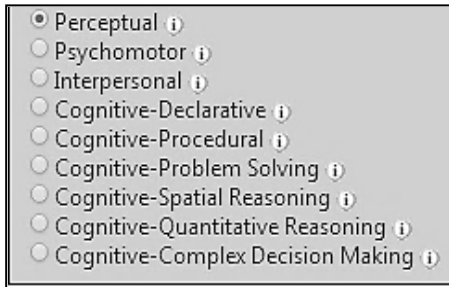 Perceptual i
Psychomotor i
Interpersonal i
Cognitive-Declarative i
Cognitive-Procedural i
Cognitive-Problem Solving i
Cognitive-Spatial Reasoning i
Cognitive-Quantitative Reasoning i
Cognitive-Complex Decision Making i